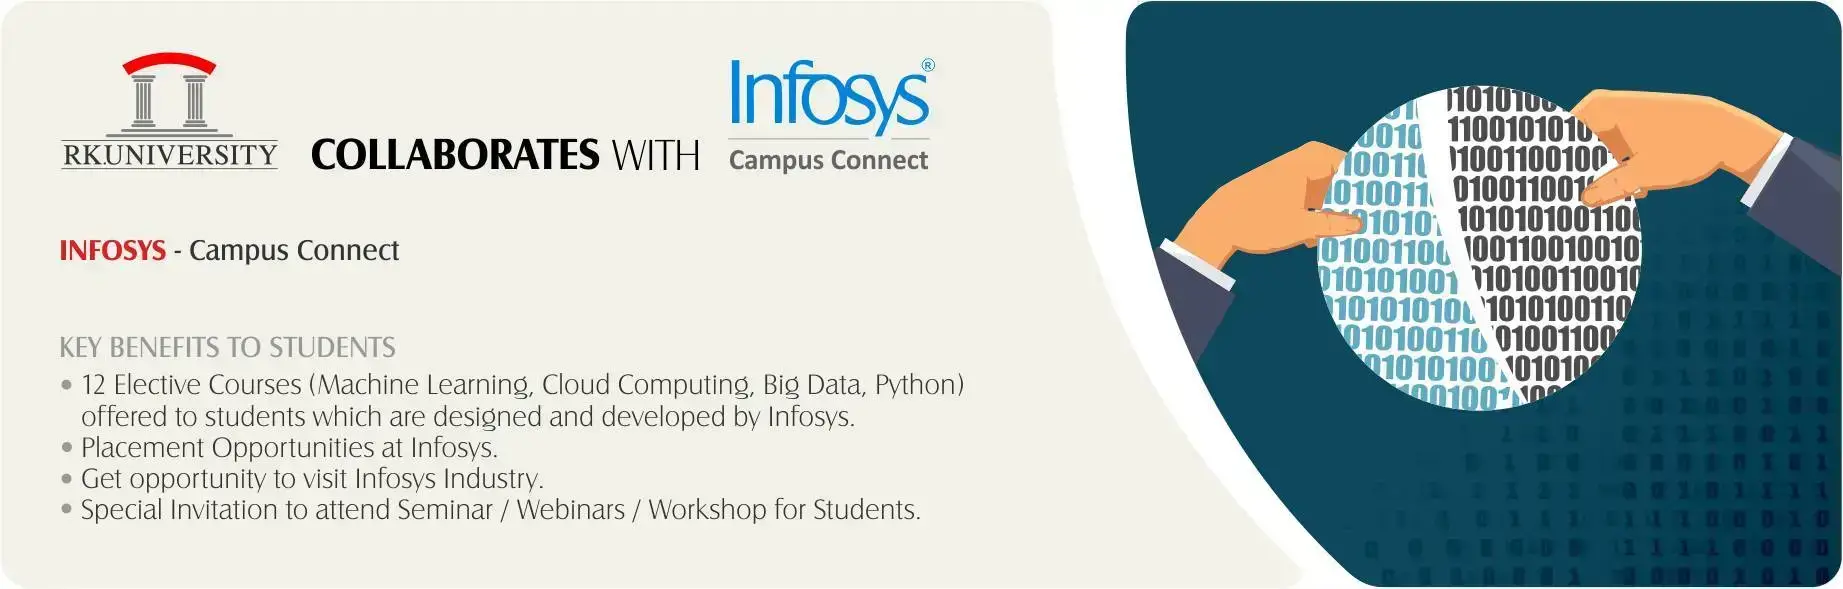 RKUNIVERSITY
COLLABORATES WITH
Infosys®
Campus Connect
INFOSYS - Campus Connect
KEY BENEFITS TO STUDENTS
• 12 Elective Courses (Machine Learning, Cloud Computing, Big Data, Python)
offered to students which are designed and developed by Infosys.
• Placement Opportunities at Infosys.
• Get opportunity to visit Infosys Industry.
• Special Invitation to attend Seminar / Webinars / Workshop for Students.